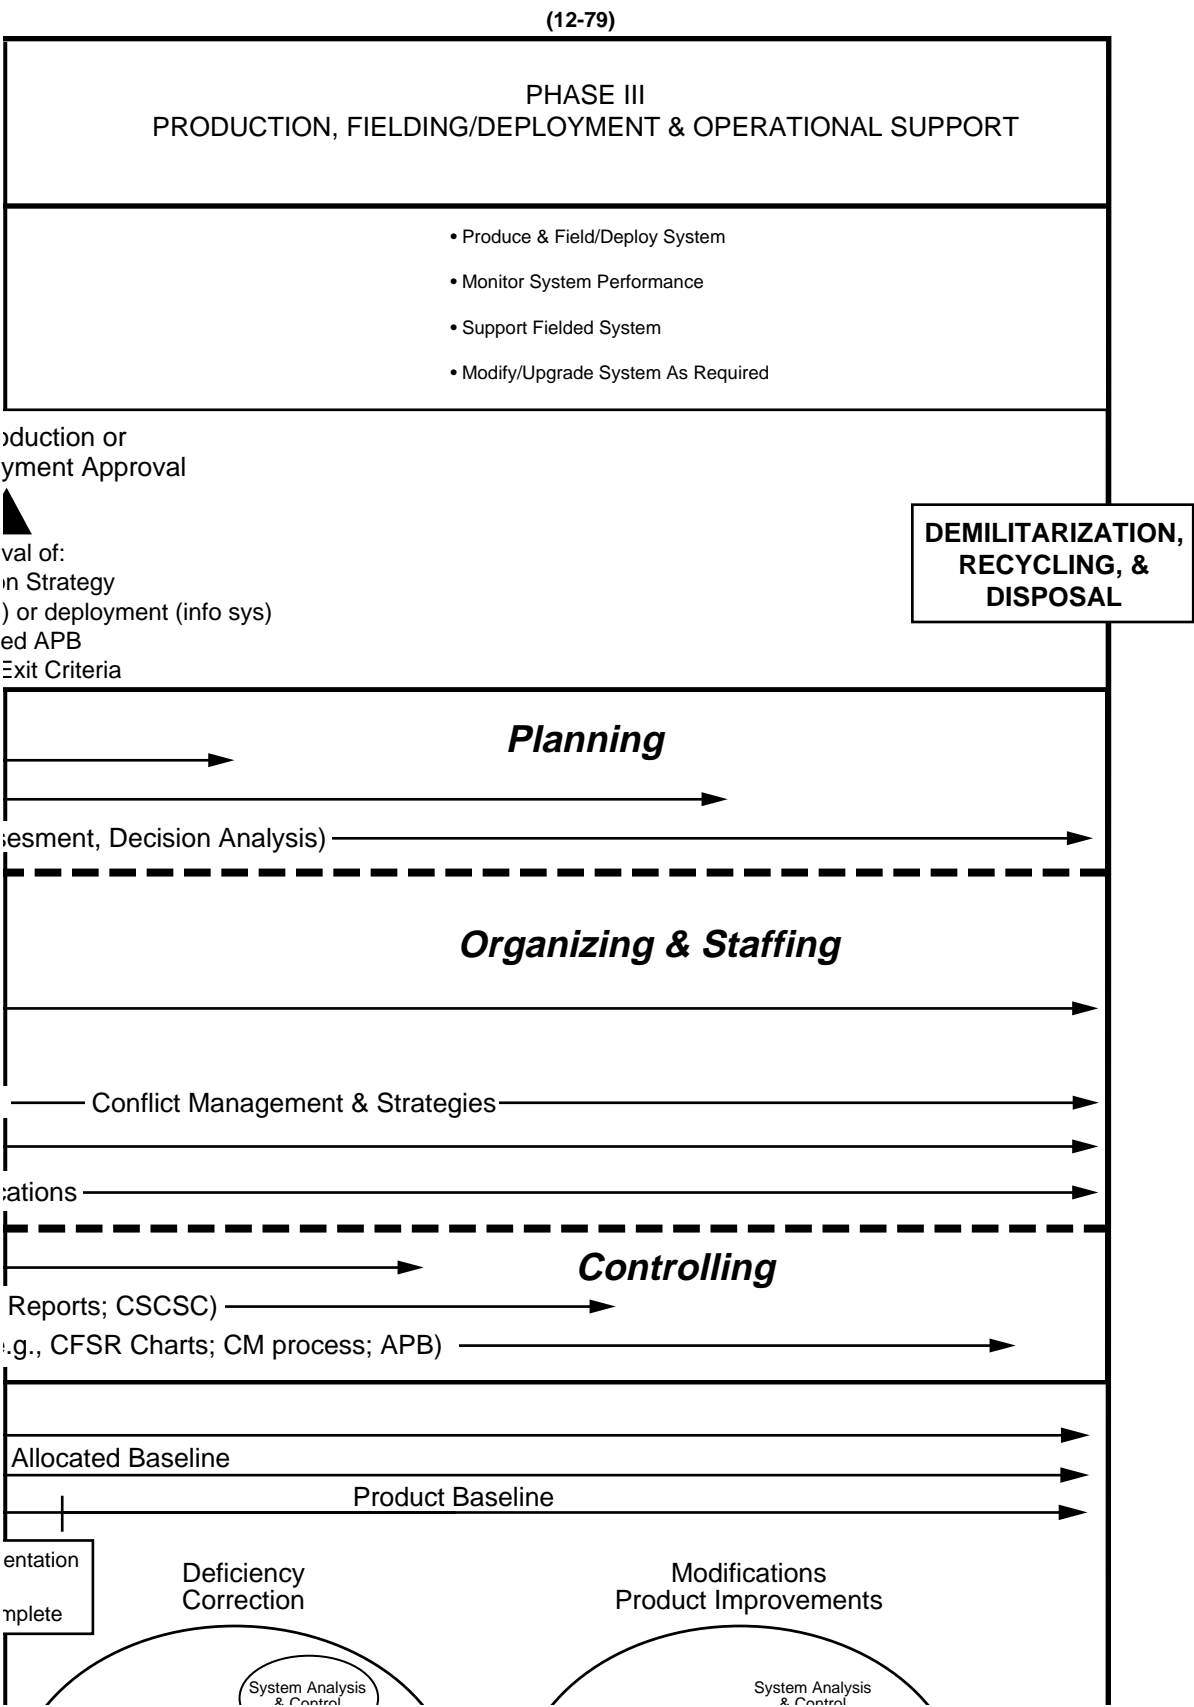 (12-79)
PHASE III
PRODUCTION, FIELDING/DEPLOYMENT & OPERATIONAL SUPPORT
• Produce & Field/Deploy System
• Monitor System Performance
• Support Fielded System
• Modify/Upgrade System As Required
oduction or
yment Approval
val of:
on Strategy
) or deployment (info sys)
ed APB
Exit Criteria
DEMILITARIZATION,
RECYCLING, &
DISPOSAL
Planning
sesment, Decision Analysis)
Organizing & Staffing
Conflict Management & Strategies
cations
Controlling
Reports; CSCSC)
e.g., CFSR Charts; CM process; APB)
Allocated Baseline
Product Baseline
entation
mplete
Deficiency
Correction
Modifications
Product Improvements
System Analysis
& Control
System Analysis
& Control